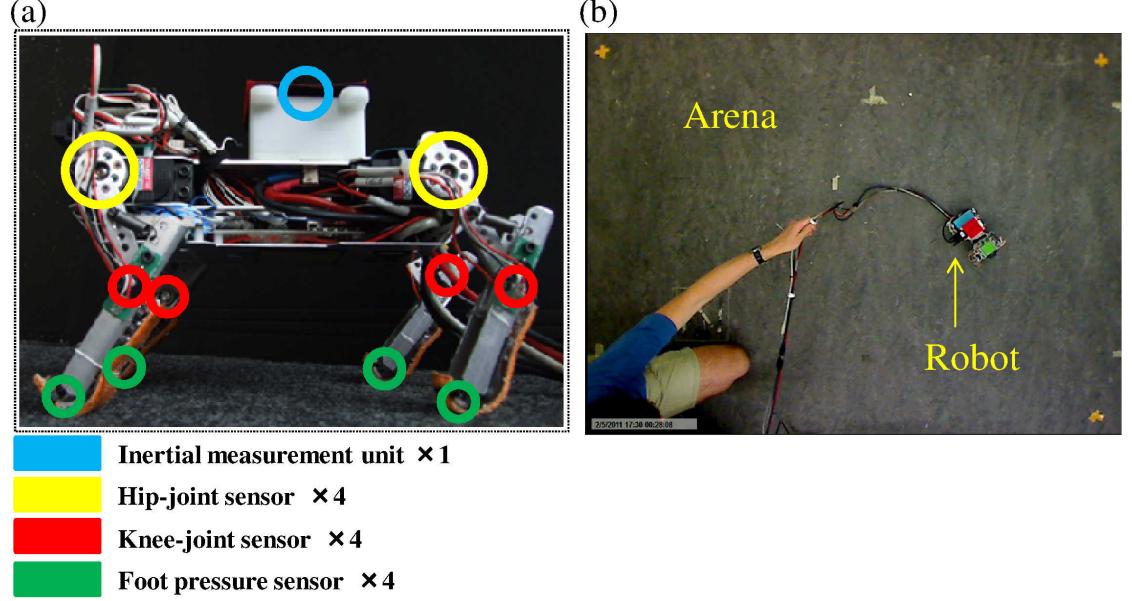 (a)
(b)
Arena
Robot
2/5/2011 17:30 00:28:08
Inertial measurement unit ×1
Hip-joint sensor ×4
Knee-joint sensor ×4
Foot pressure sensor ×4